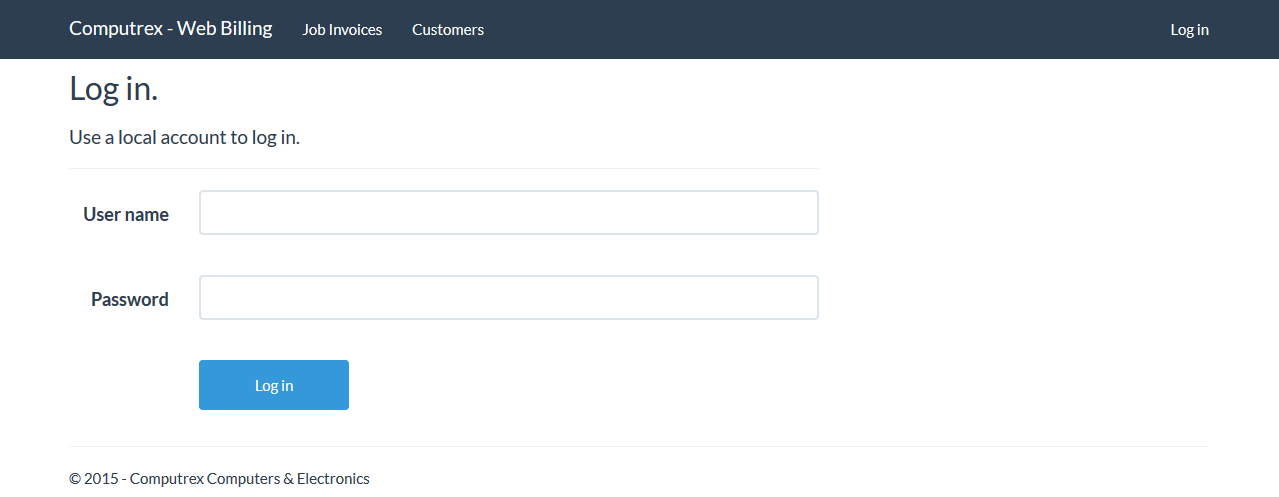 Computrex - Web Billing Job Invoices Customers Log in
Log in.
Use a local account to log in.
User name
Password
Log in
© 2015 - Computrex Computers & Electronics